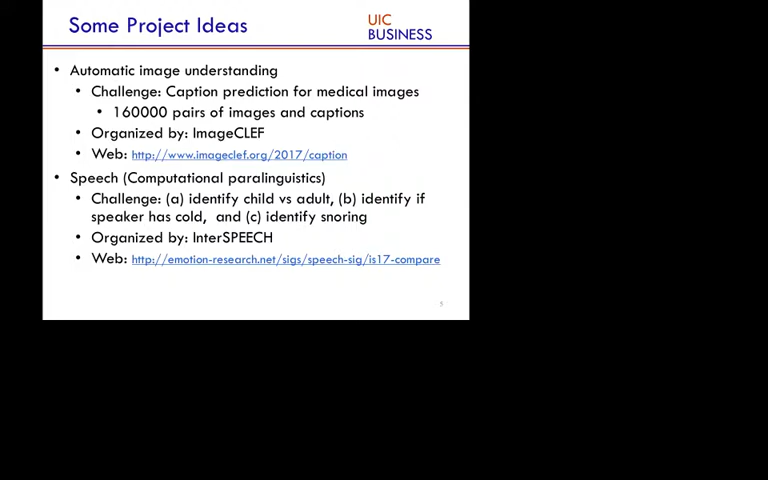 Some Project Ideas
UIC
BUSINESS
• Automatic image understanding
• Challenge: Caption prediction for medical images
• 160000 pairs of images and captions
• Organized by: ImageCLEF
• Web: http://www.imageclef.org/2017/caption
• Speech (Computational paralinguistics)
• Challenge: (a) identify child vs adult, (b) identify if
speaker has cold, and (c) identify snoring
• Organized by: InterSPEECH
• Web: http://emotion-research.net/sigs/speech-sig/is17-compare
5